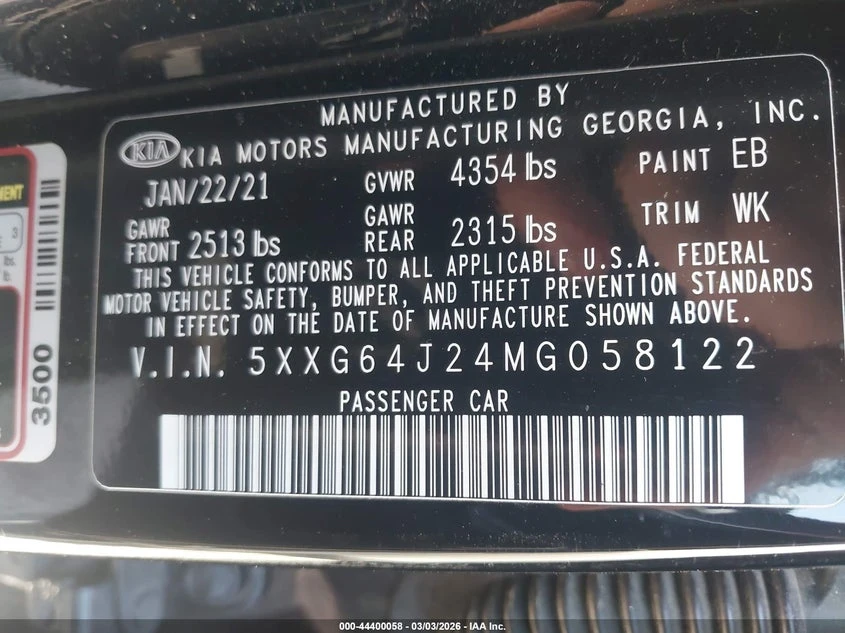 MANUFACTURED BY
KIA KIA MOTORS MANUFACTURING GEORGIA, INC.
JAN/22/21 GVWR 4354 lbs PAINT EB
GAWR FRONT 2513 lbs GAWR REAR 2315 lbs TRIM WK
THIS VEHICLE CONFORMS TO ALL APPLICABLE U.S.A. FEDERAL
MOTOR VEHICLE SAFETY, BUMPER, AND THEFT PREVENTION STANDARDS
IN EFFECT ON THE DATE OF MANUFACTURE SHOWN ABOVE.
V.I.N. 5XXG64J24MG058122
PASSENGER CAR
3500
3
lbs.
000-44400058 - 03/03/2026 - IAA Inc.